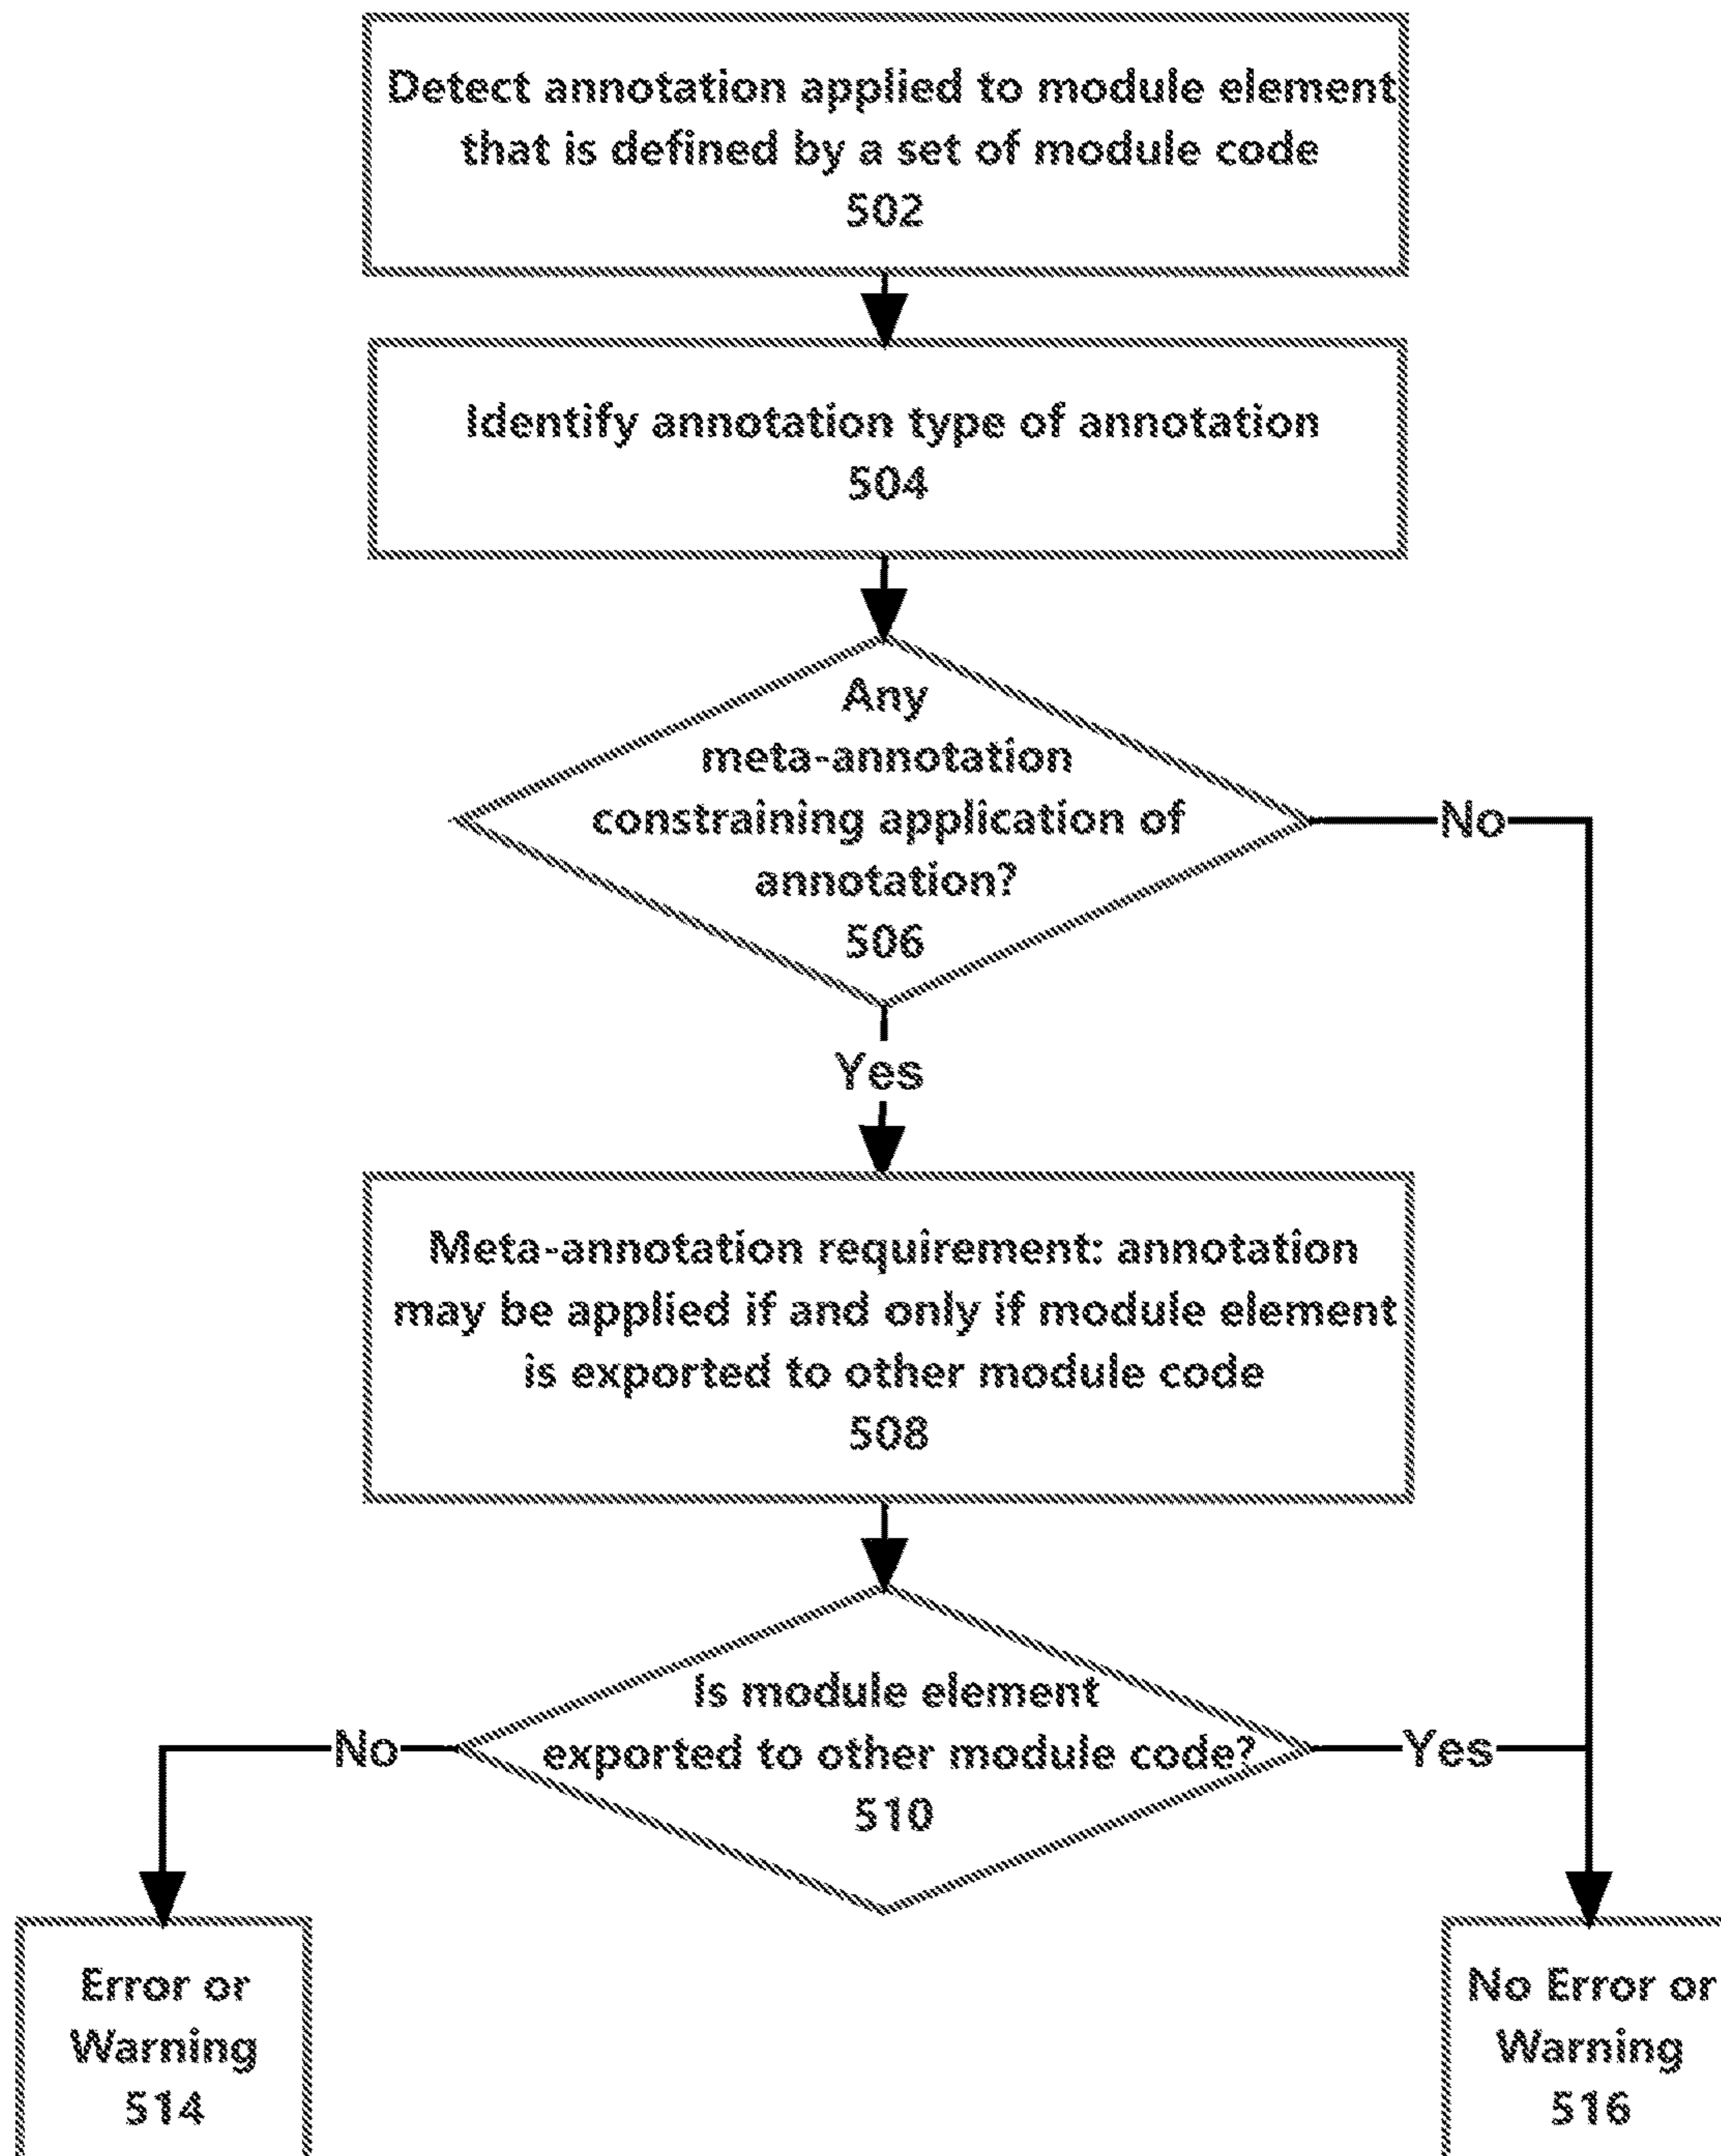 Detect annotation applied to module element
that is defined by a set of module code
502
Identify annotation type of annotation
504
Any
meta-annotation
constraining application of
annotation?
506
No
Yes
Meta-annotation requirement: annotation
may be applied if and only if module element
is exported to other module code
508
Is module element
exported to other module code?
510
No
Yes
Error or
Warning
514
No Error or
Warning
516